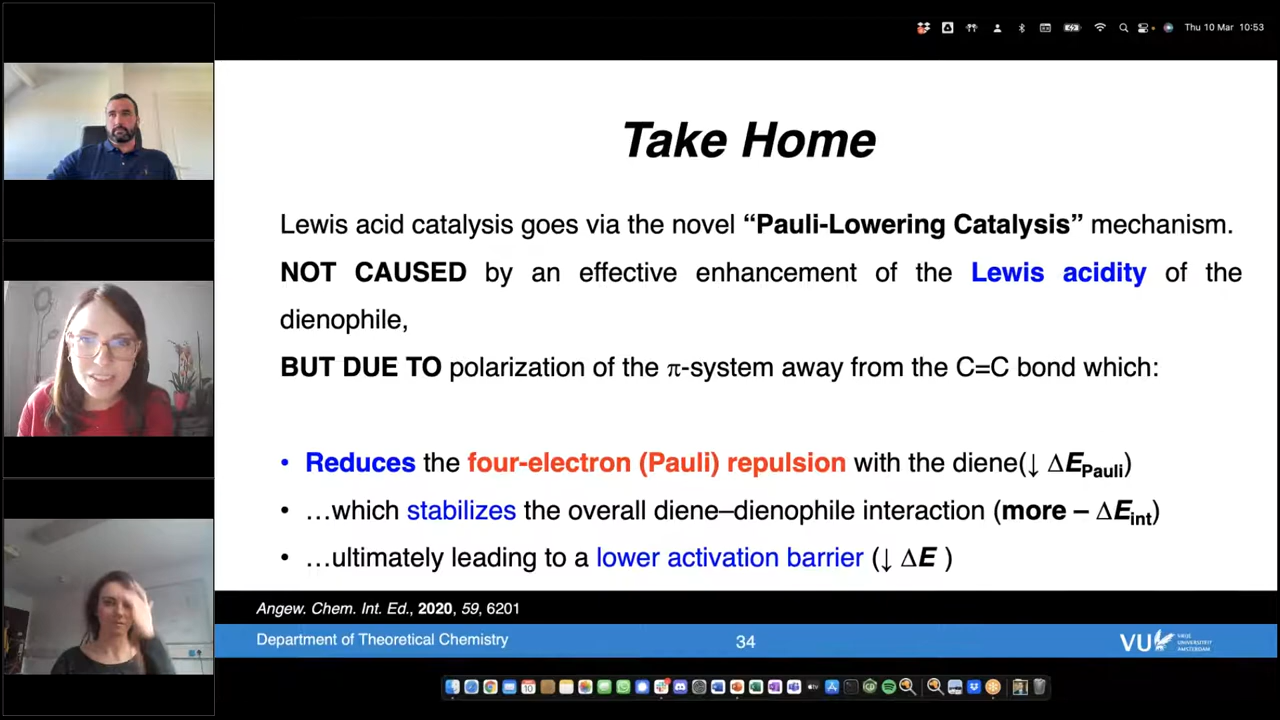 Thu 10 Mar 10:53
Take Home
Lewis acid catalysis goes via the novel “Pauli-Lowering Catalysis” mechanism.
NOT CAUSED by an effective enhancement of the Lewis acidity of the
dienophile,
BUT DUE TO polarization of the π-system away from the C=C bond which:
• Reduces the four-electron (Pauli) repulsion with the diene(↓ ΔEPauli)
• …which stabilizes the overall diene–dienophile interaction (more – ΔEint)
• …ultimately leading to a lower activation barrier (↓ ΔE )
Angew. Chem. Int. Ed., 2020, 59, 6201
Department of Theoretical Chemistry
34
VU
VRIJE
UNIVERSITEIT
AMSTERDAM